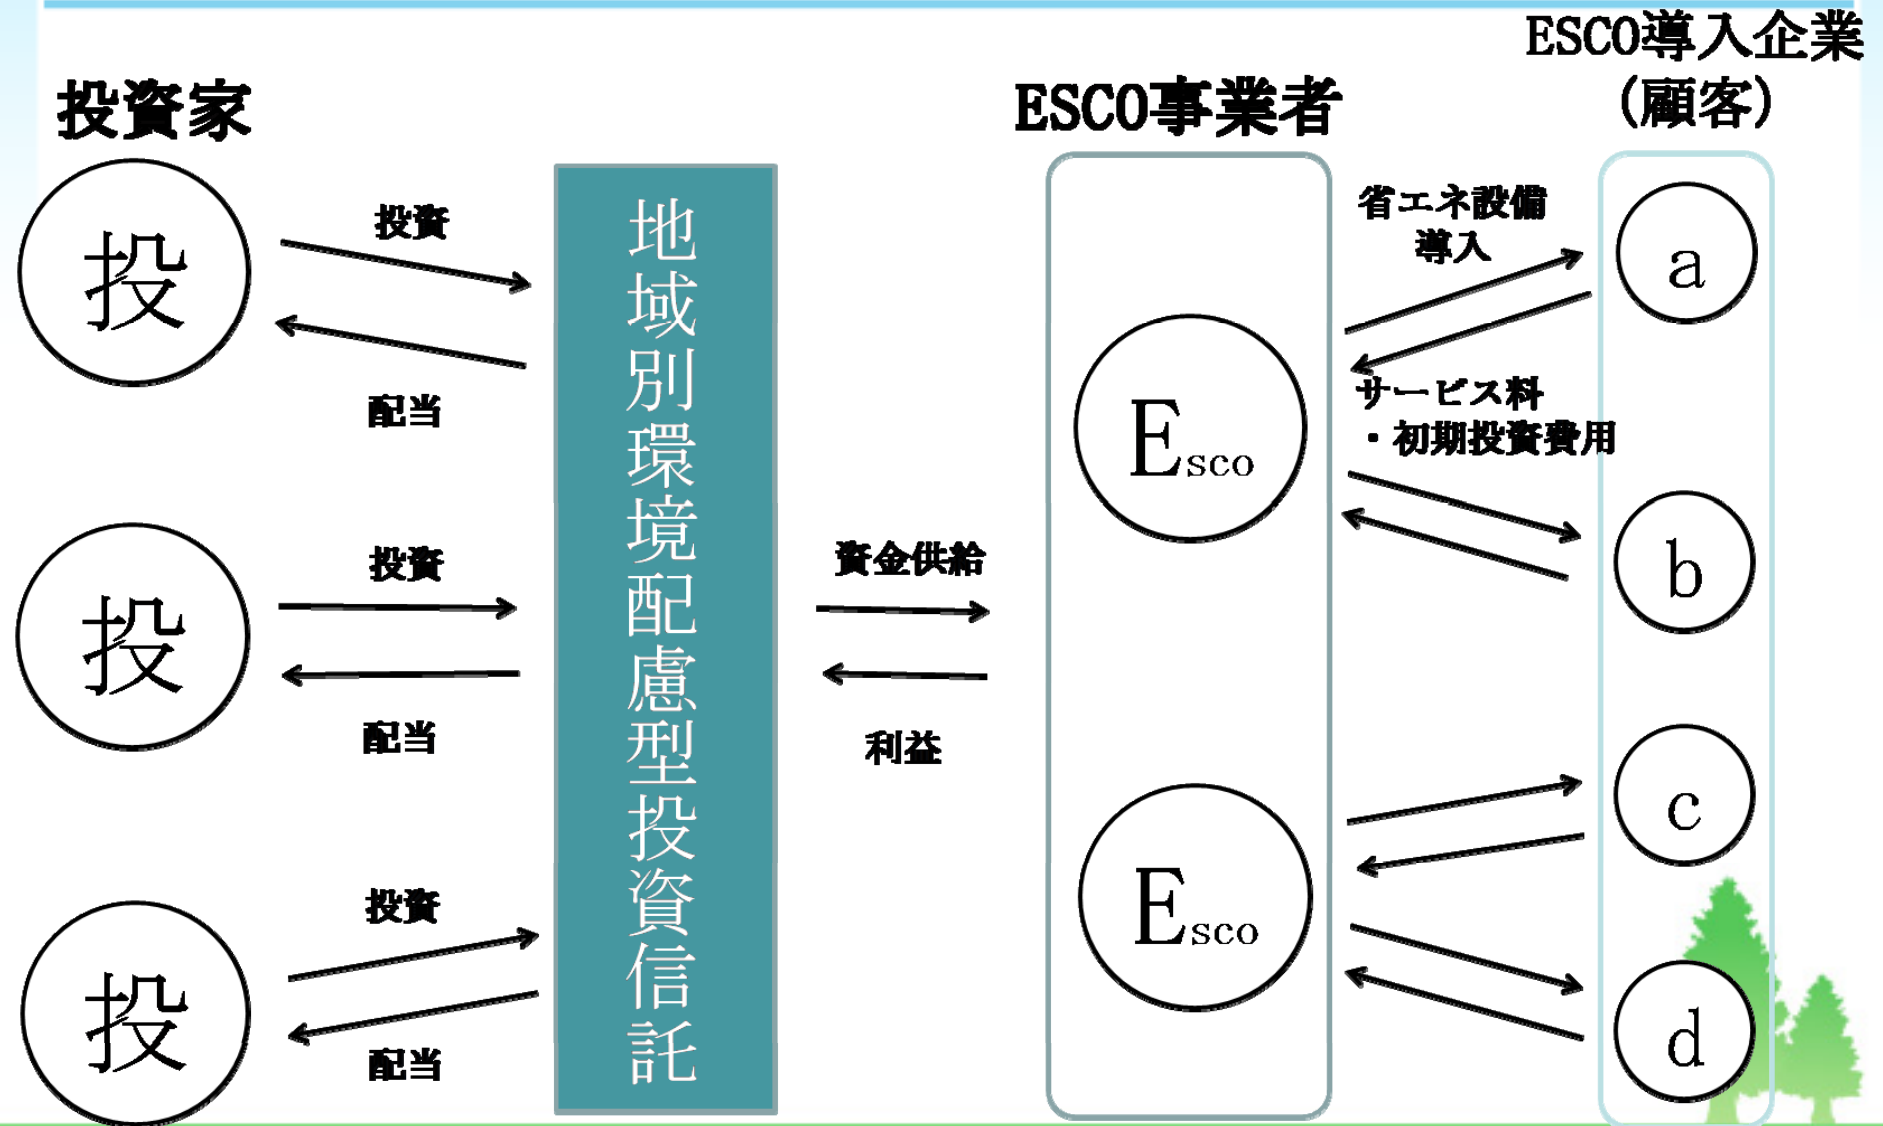 ESCO導入企業
(顧客)
投資家
ESCO事業者
投
投資
配当
投
投資
配当
投
投資
配当
地域別環境配慮型投資信託
資金供給
利益
Esco
Esco
省エネ設備
導入
サービス料
・初期投資費用
a
b
c
d